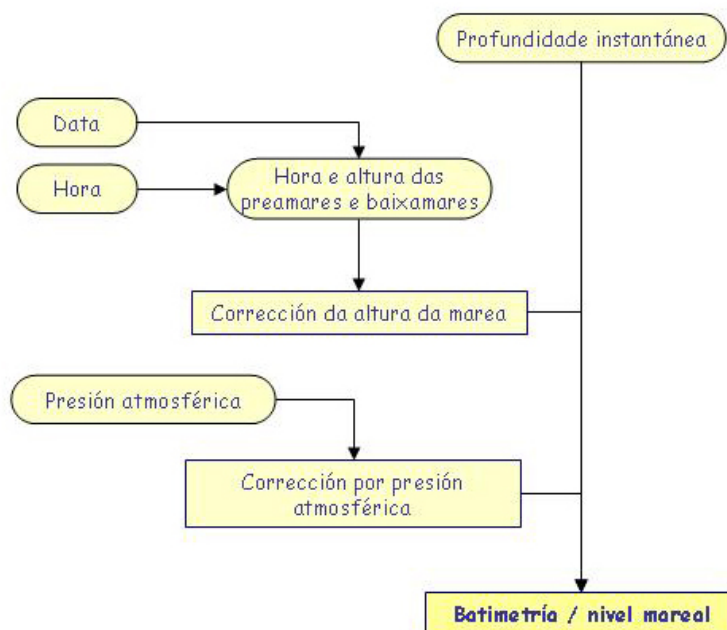 Profundidade instantánea
Data
Hora
Hora e altura das
preamares e baixamares
Corrección da altura da marea
Presión atmosférica
Corrección por presión
atmosférica
Batimetría / nivel mareal